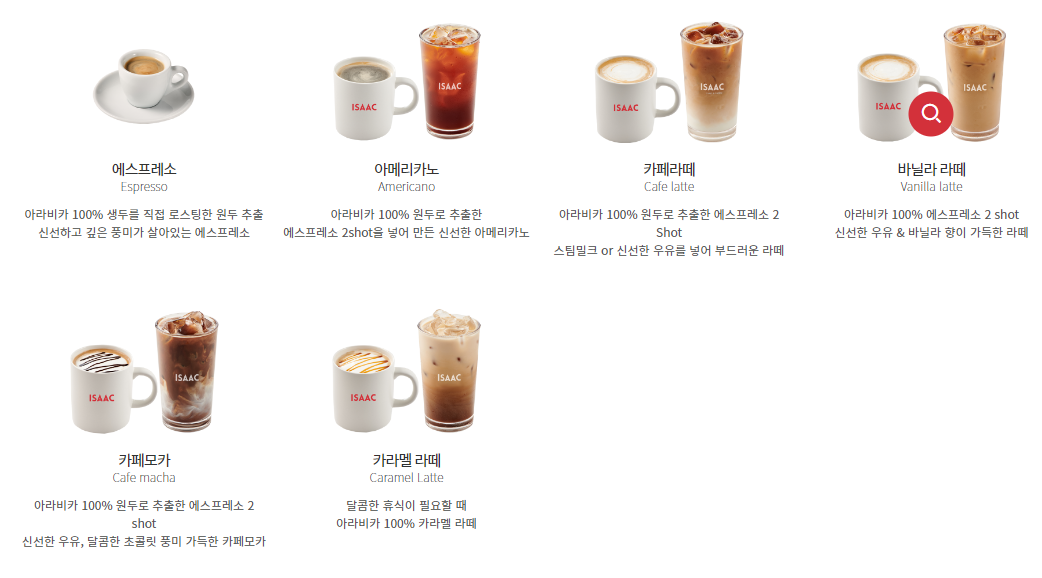 ISAAC
ISAAC
ISAAC
ISAAC
ISAAC
ISAAC
에스프레소
Espresso
아라비카 100% 생두를 직접 로스팅한 원두 추출
신선하고 깊은 풍미가 살아있는 에스프레소
아메리카노
Americano
아라비카 100% 원두로 추출한
에스프레소 2shot을 넣어 만든 신선한 아메리카노
카페라떼
Cafe latte
아라비카 100% 원두로 추출한 에스프레소 2
Shot
스팀밀크 or 신선한 우유를 넣어 부드러운 라떼
바닐라 라떼
Vanilla latte
아라비카 100% 에스프레소 2 shot
신선한 우유 & 바닐라 향이 가득한 라떼
ISAAC
ISAAC
ISAAC
ISAAC
카페모카
Cafe macha
아라비카 100% 원두로 추출한 에스프레소 2
shot
신선한 우유, 달콤한 초콜릿 풍미 가득한 카페모카
카라멜 라떼
Caramel Latte
달콤한 휴식이 필요할 때
아라비카 100% 카라멜 라떼